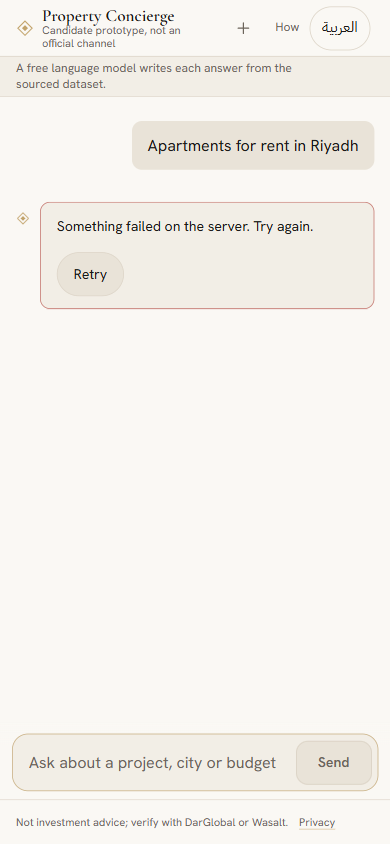 Property Concierge
Candidate prototype, not an
official channel
+
How
العربية
A free language model writes each answer from the
sourced dataset.
Apartments for rent in Riyadh
Something failed on the server. Try again.
Retry
Ask about a project, city or budget
Send
Not investment advice; verify with DarGlobal or Wasalt.
Privacy